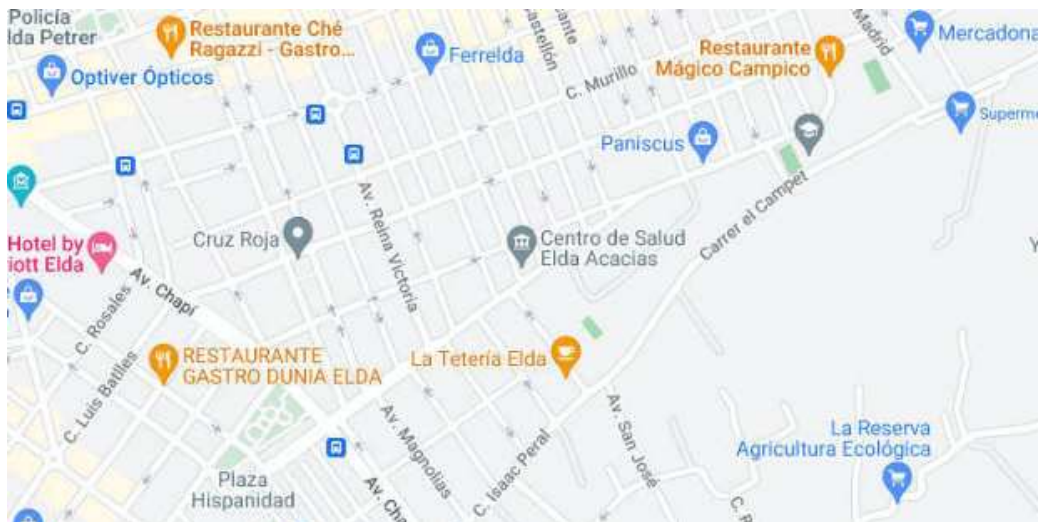 Policía
lda Petrer
Restaurante Ché
Ragazzi - Gastro...
Optiver Ópticos
Ferrelda
astellón
cante
C. Murillo
Restaurante
Mágico Campico
Madrid
Mercadona
Superme
Paniscus
Carrer el Campet
Av. Reina Victoria
Cruz Roja
Centro de Salud
Elda Acacias
Hotel by
iott Elda
Av. Chapí
C. Rosales
C. Luis Batlles
RESTAURANTE
GASTRO DUNIA ELDA
La Tetería Elda
Av. Magnolias
Av. San José
C. Isaac Peral
La Reserva
Agricultura Ecológica
Plaza
Hispanidad
Av. Cha